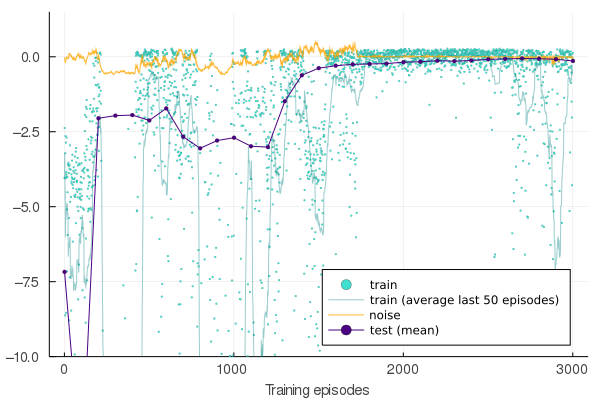 0.0
−2.5
−5.0
−7.5
−10.0
train
train (average last 50 episodes)
noise
test (mean)
0
1000
2000
3000
Training episodes